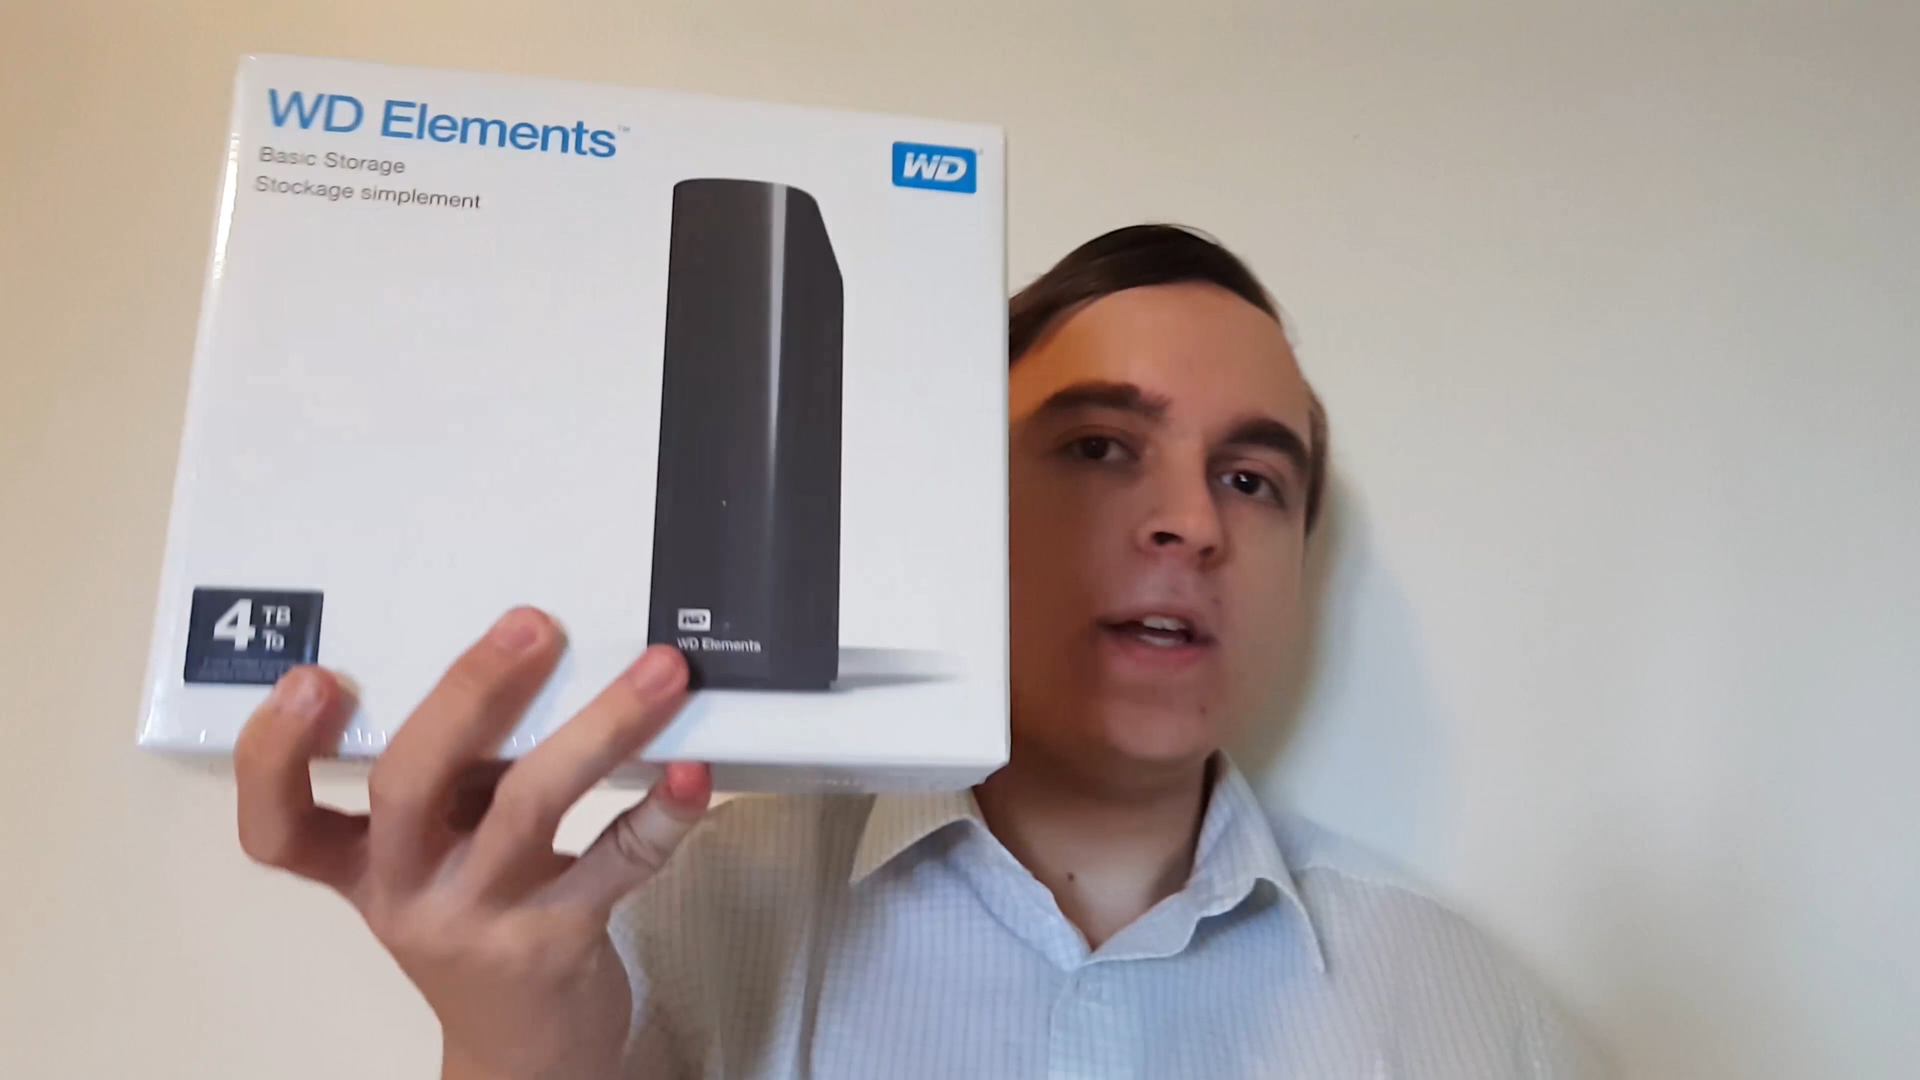 WD Elements™
Basic Storage
Stockage simplement
WD
4 TB
To
WD
WD Elements